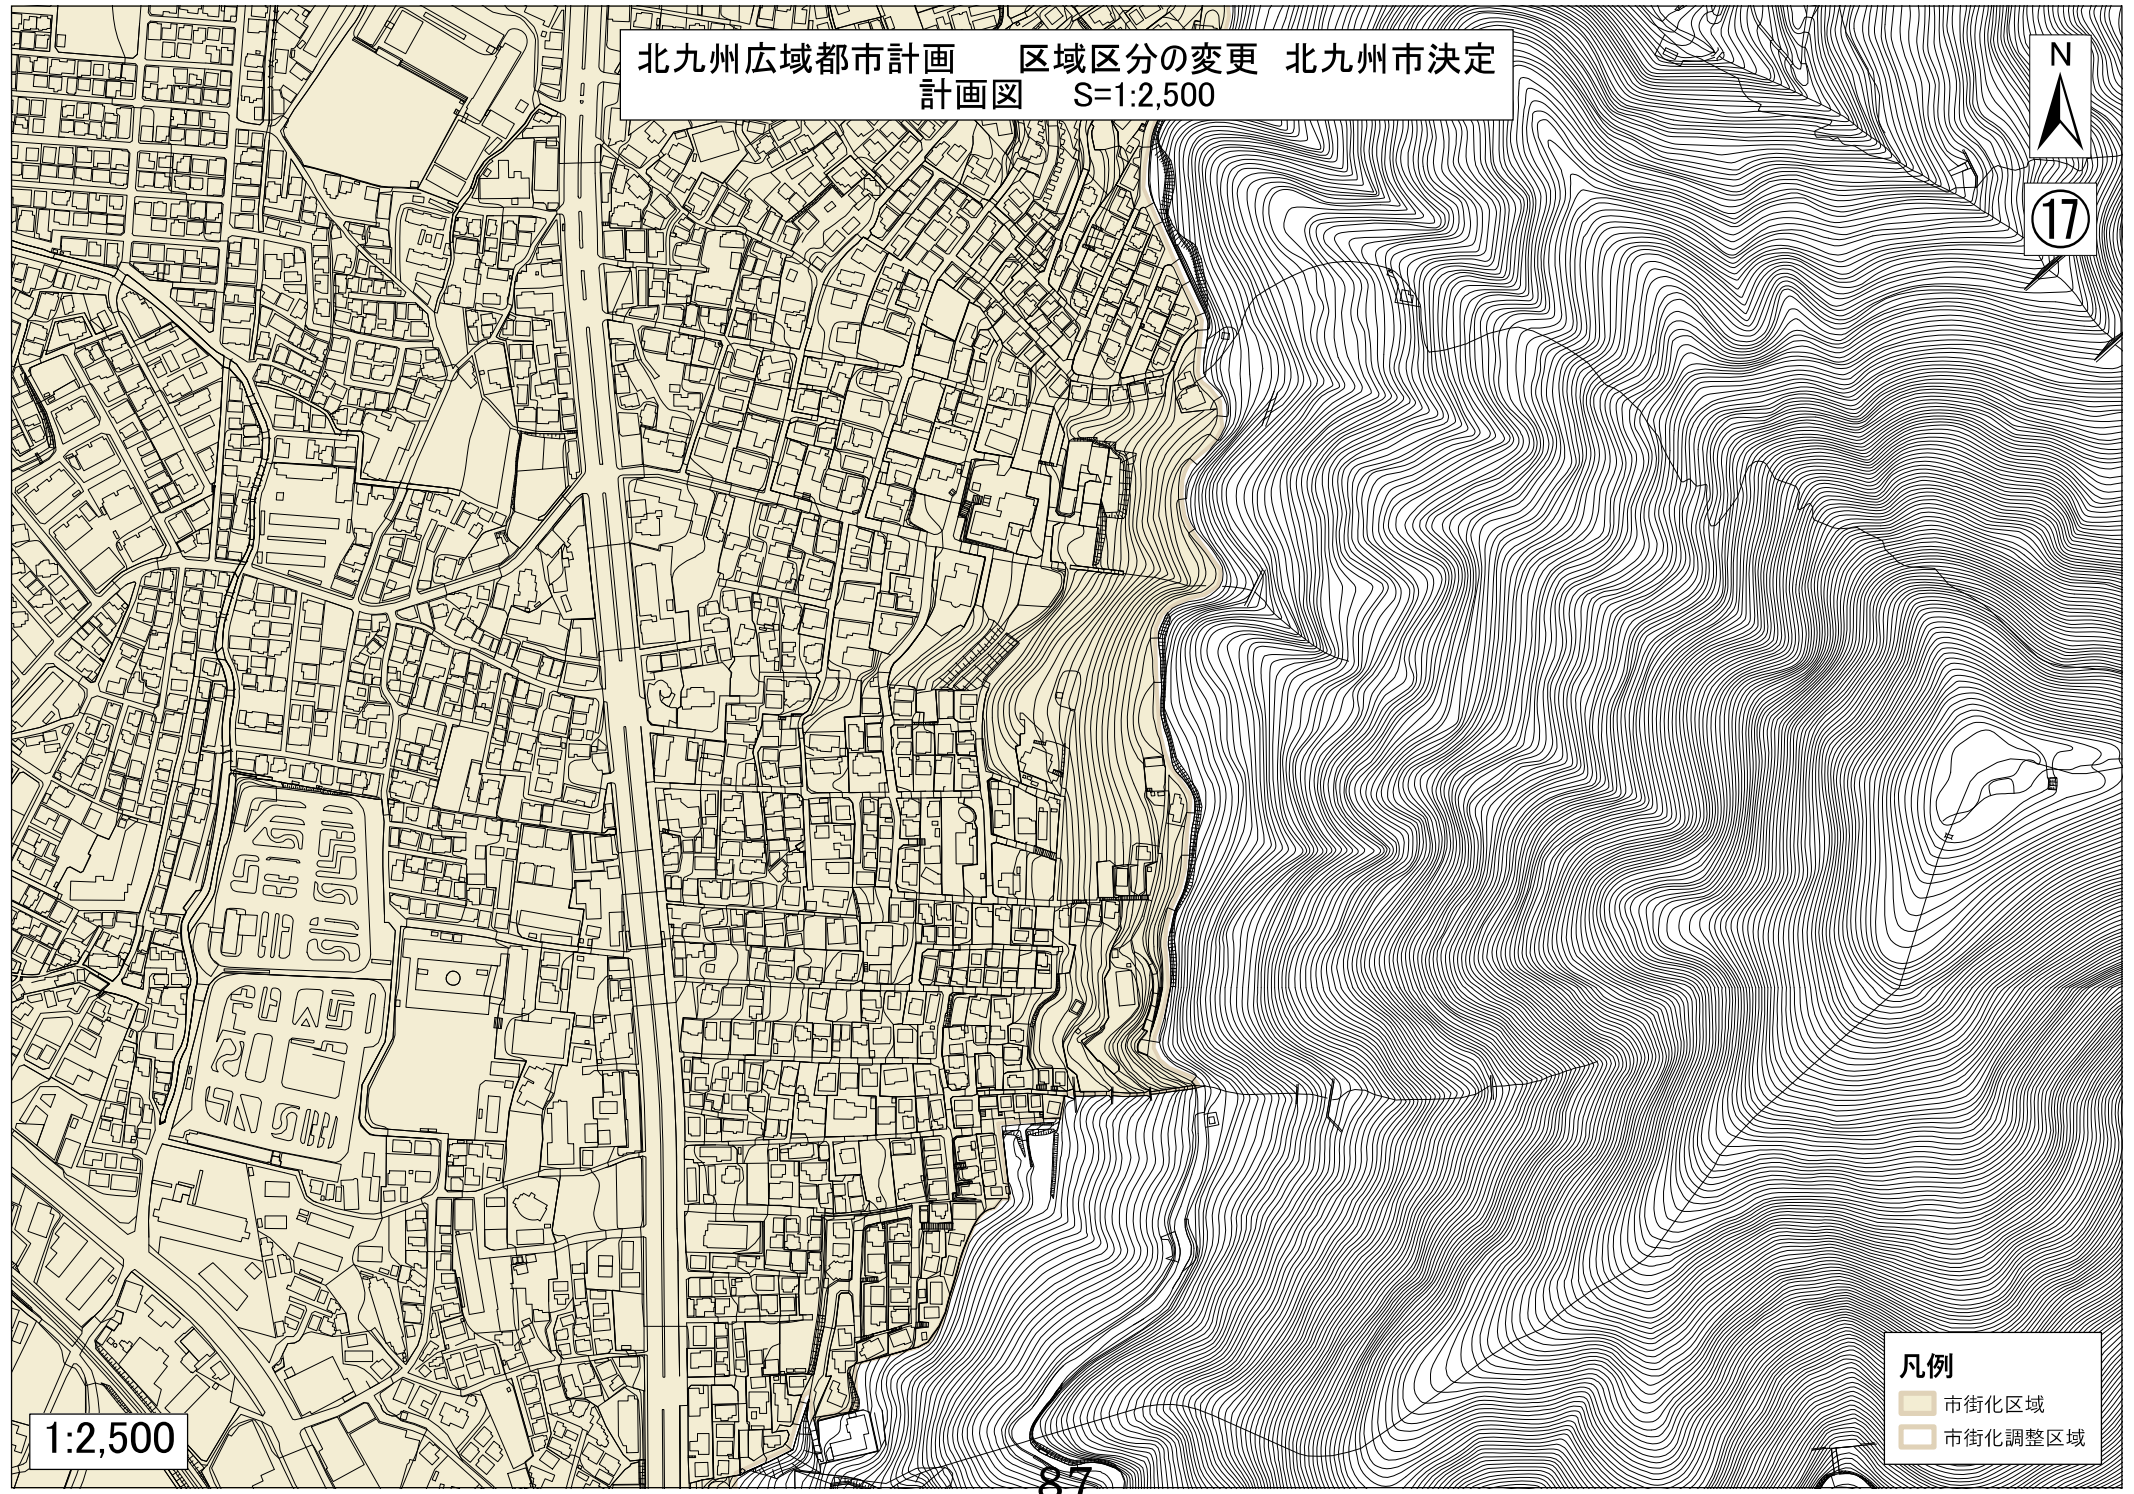 北九州広域都市計画　　区域区分の変更　北九州市決定
計画図　　S=1:2,500
N
⑰
凡例
市街化区域
市街化調整区域
1:2,500
87